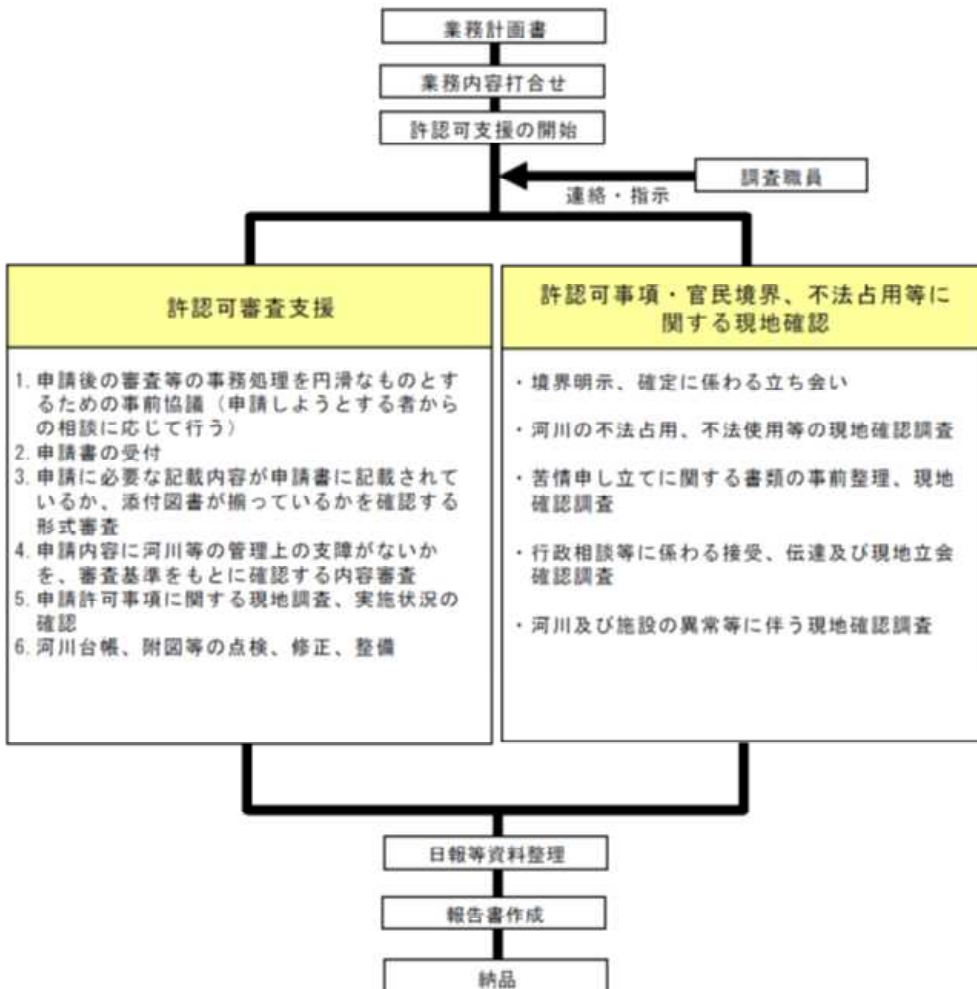 業務計画書
業務内容打合せ
許認可支援の開始
調査職員
連絡・指示
許認可審査支援
1. 申請後の審査等の事務処理を円滑なものとす
るための事前協議（申請しようとする者から
の相談に応じて行う）
2. 申請書の受付
3. 申請に必要な記載内容が申請書に記載されて
いるか、添付図書が揃っているかを確認する
形式審査
4. 申請内容に河川等の管理上の支障がないか
を、審査基準をもとに確認する内容審査
5. 申請許可事項に関する現地調査、実施状況の
確認
6. 河川台帳、附図等の点検、修正、整備
許認可事項・官民境界、不法占用等に
関する現地確認
・境界明示、確定に係わる立ち会い
・河川の不法占用、不法使用等の現地確認調査
・苦情申し立てに関する書類の事前整理、現地
確認調査
・行政相談等に係わる接受、伝達及び現地立会
確認調査
・河川及び施設の異常等に伴う現地確認調査
日報等資料整理
報告書作成
納品